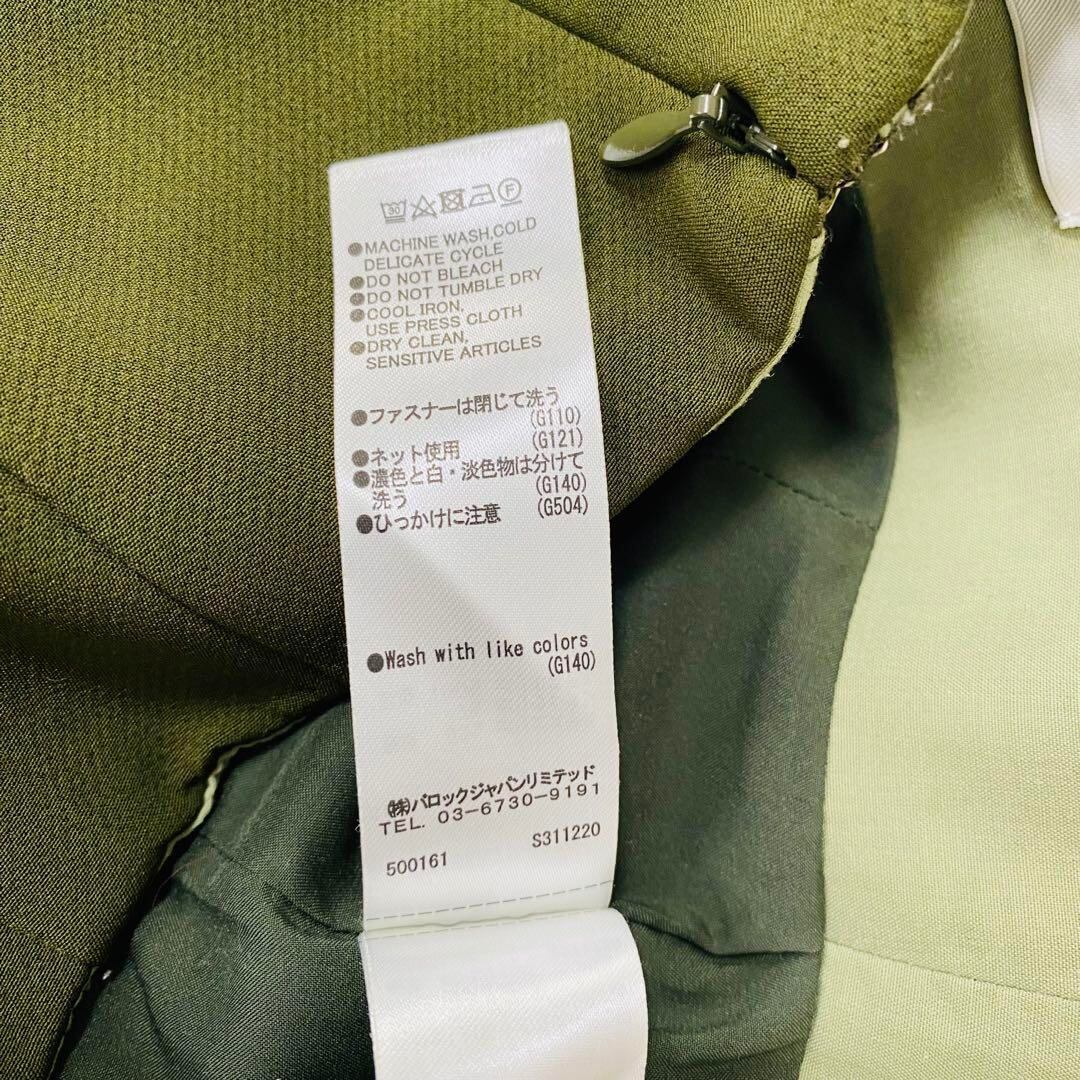 30 F
●MACHINE WASH,COLD
DELICATE CYCLE
●DO NOT BLEACH
●DO NOT TUMBLE DRY
●COOL IRON,
USE PRESS CLOTH
●DRY CLEAN,
SENSITIVE ARTICLES
●ファスナーは閉じて洗う
(G110)
●ネット使用 (G121)
●濃色と白・淡色物は分けて
洗う (G140)
●ひっかけに注意 (G504)
●Wash with like colors
(G140)
(株)バロックジャパンリミテッド
TEL. 03-6730-9191
500161 S311220